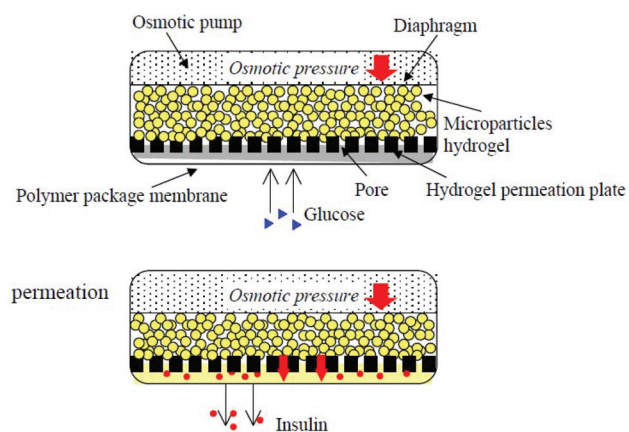 Osmotic pump
Diaphragm
Osmotic pressure
Microparticles
hydrogel
Polymer package membrane
Pore
Hydrogel permeation plate
Glucose
permeation
Osmotic pressure
Insulin